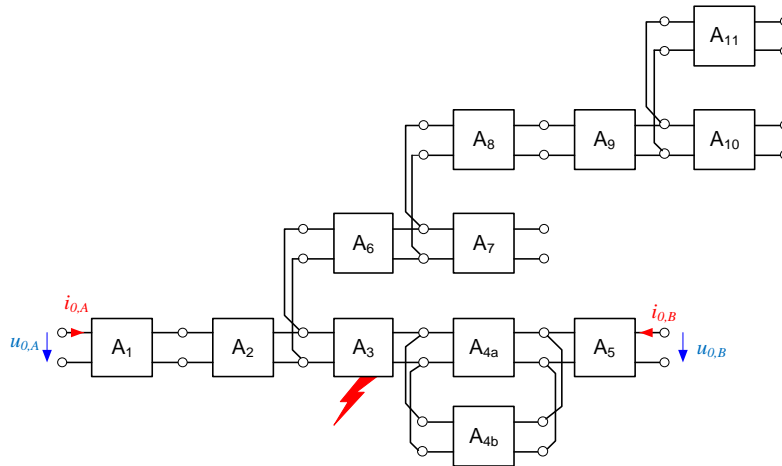 A₁₁
A₈ A₉ A₁₀
A₆ A₇
i₀,A i₀,B
u₀,A A₁ A₂ A₃ A₄ₐ A₅ u₀,B
A₄b